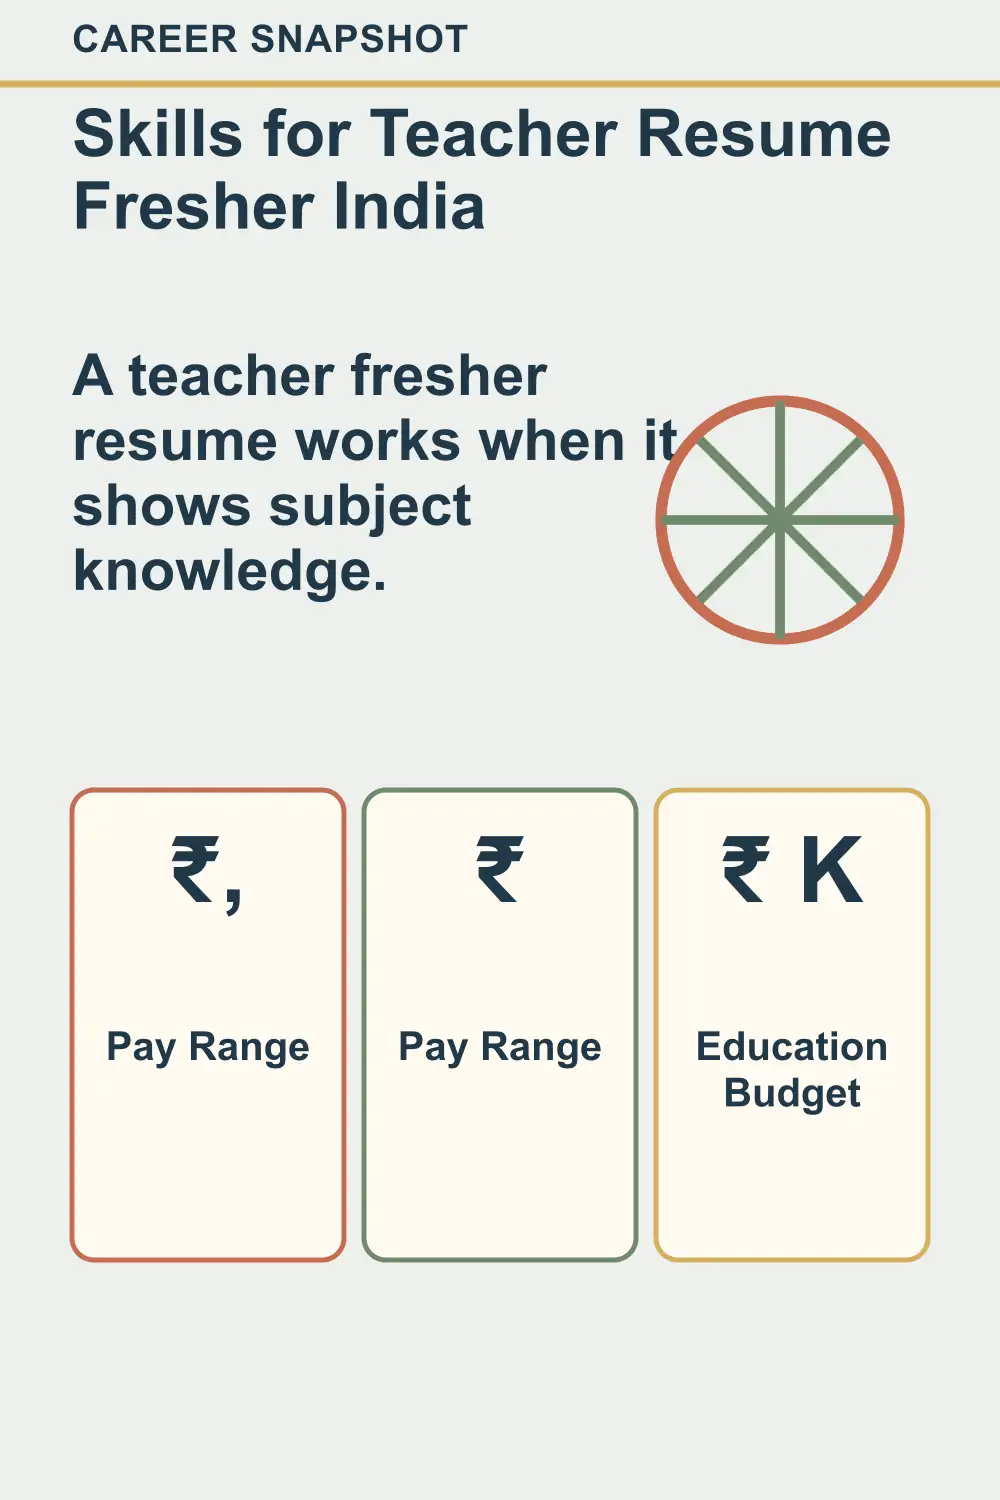 CAREER SNAPSHOT
Skills for Teacher Resume
Fresher India
A teacher fresher
resume works when it
shows subject
knowledge.
₹,
Pay Range
₹
Pay Range
₹ K
Education
Budget